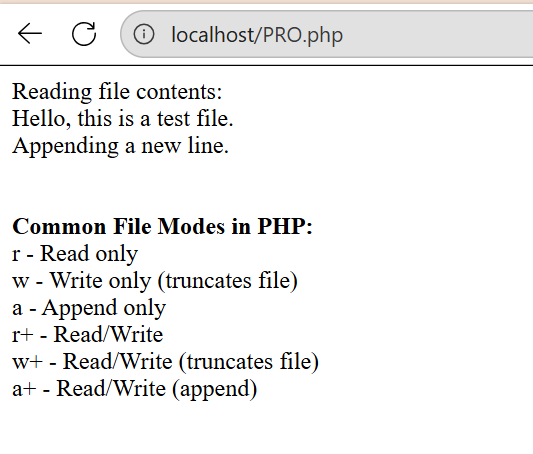 localhost/PRO.php
Reading file contents:
Hello, this is a test file.
Appending a new line.
Common File Modes in PHP:
r - Read only
w - Write only (truncates file)
a - Append only
r+ - Read/Write
w+ - Read/Write (truncates file)
a+ - Read/Write (append)